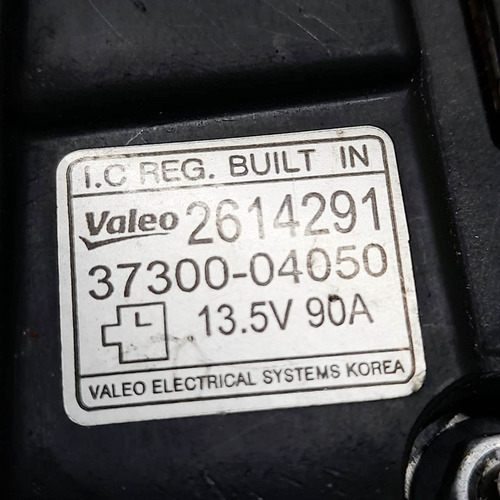 I.C REG. BUILT IN
Valeo 2614291
37300-04050
L 13.5V 90A
VALEO ELECTRICAL SYSTEMS KOREA